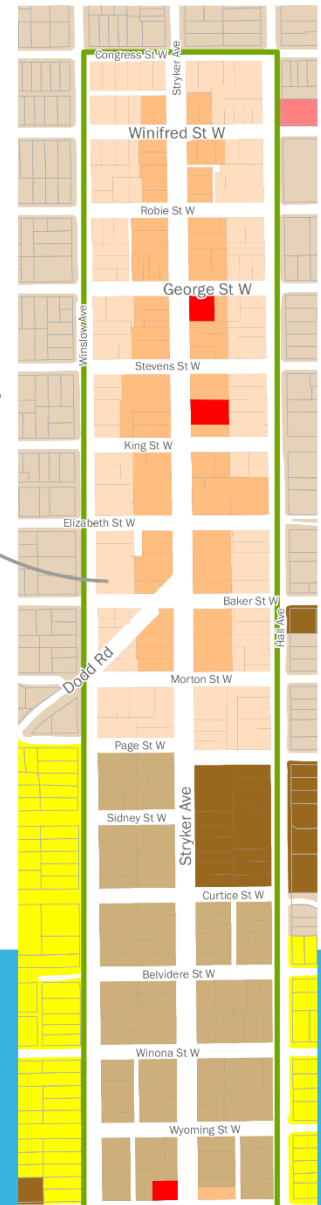 Congress St W
Stryker Ave
Winifred St W
Robie St W
George St W
Winslow Ave
Stevens St W
King St W
Elizabeth St W
Baker St W
Hall Ave
Dodd Rd
Morton St W
Page St W
Stryker Ave
Sidney St W
Curtice St W
Belvidere St W
Winona St W
Wyoming St W